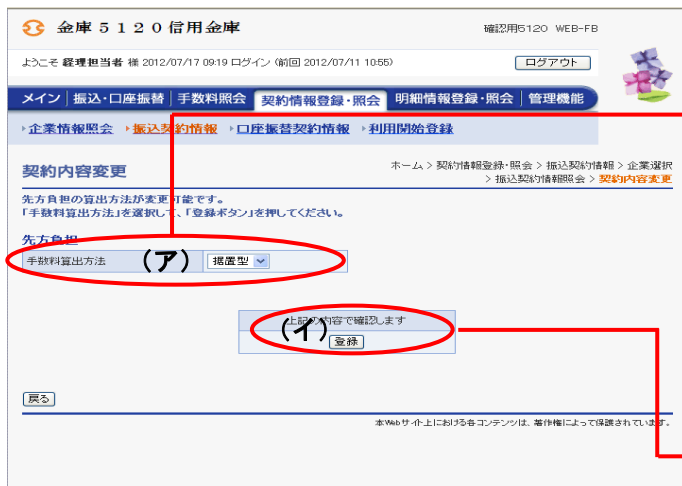 金庫５１２０信用金庫
確認用5120 WEB-FB
ようこそ 経理担当者 様 2012/07/17 09:19 ログイン (前回 2012/07/11 10:55)
ログアウト
メイン 振込・口座振替 手数料照会 契約情報登録・照会 明細情報登録・照会 管理機能
企業情報照会 振込契約情報 口座振替契約情報 利用開始登録
契約内容変更
ホーム > 契約情報登録・照会 > 振込契約情報 > 企業選択
> 振込契約情報照会 > 契約内容変更
先方負担の算出方法が変更可能です。
「手数料算出方法」を選択して、「登録ボタン」を押してください。
先方負担
手数料算出方法 (ア) 据置型
上記の内容で確認します
(イ) 登録
戻る
本Webサイト上における各コンテンツは、著作権によって保護されています。